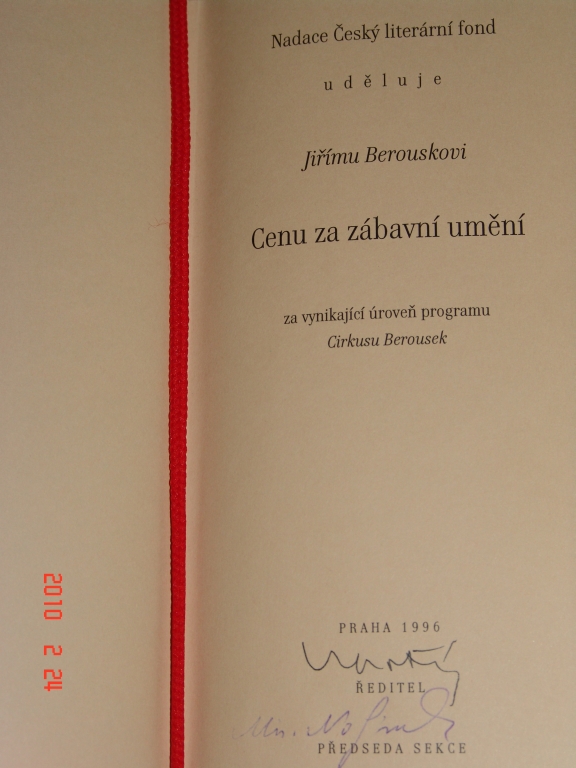 Nadace Český literární fond
uděluje
Jiřímu Berouskovi
Cenu za zábavní umění
za vynikající úroveň programu
Cirkusu Berousek
PRAHA 1996
ŘEDITEL
PŘEDSEDA SEKCE
2010 2 24